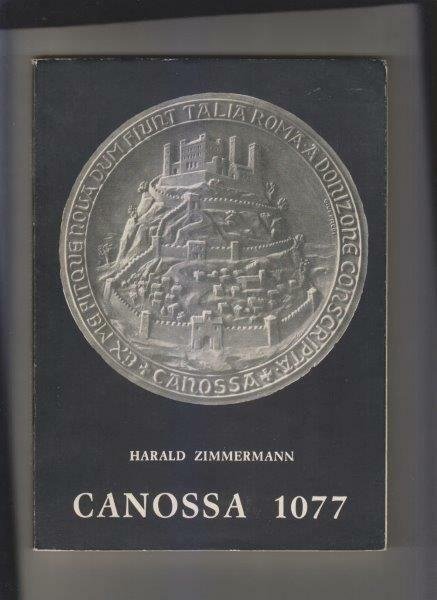 NOVA DUM FIUNT TALIA ROMA A DONIZONE CONSCRIPTA
CANOSSA
HARALD ZIMMERMANN
CANOSSA 1077